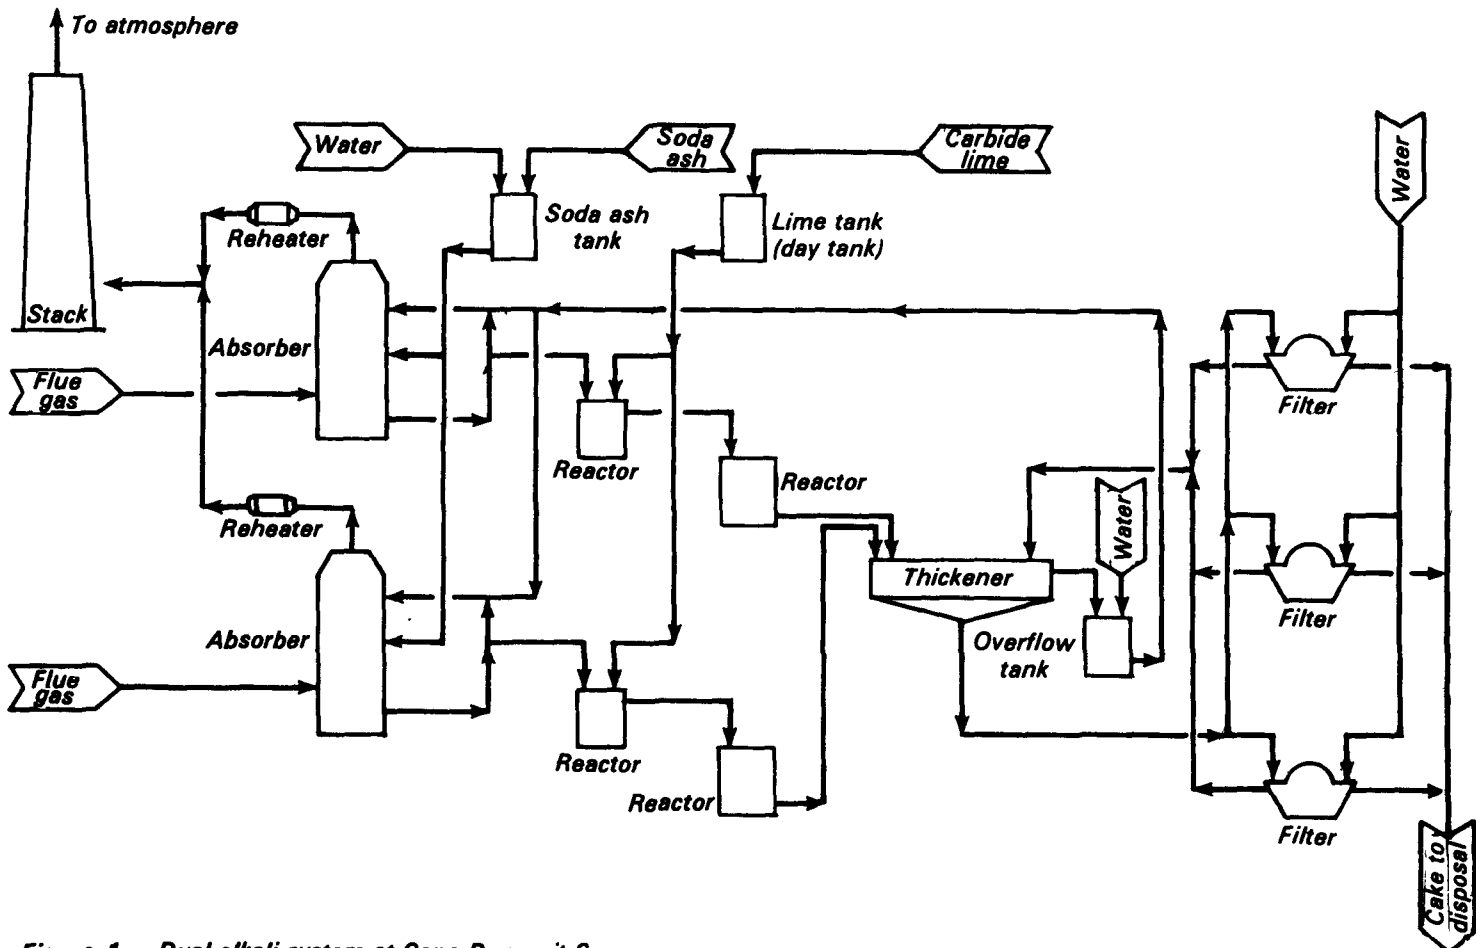 To atmosphere
Water
Soda
ash
Carbide
lime
Water
Soda ash
tank
Lime tank
(day tank)
Reheater
Stack
Absorber
Flue
gas
Filter
Reactor
Reactor
Reheater
Water
Thickener
Filter
Absorber
Overflow
tank
Flue
gas
Reactor
Reactor
Filter
Cake to
disposal